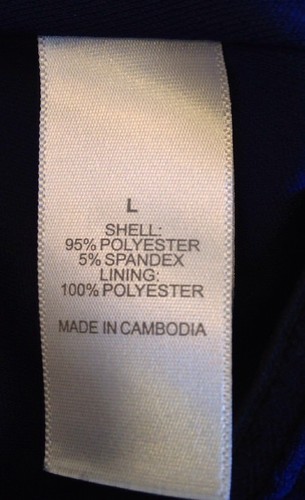 L
SHELL:
95% POLYESTER
5% SPANDEX
LINING:
100% POLYESTER
MADE IN CAMBODIA